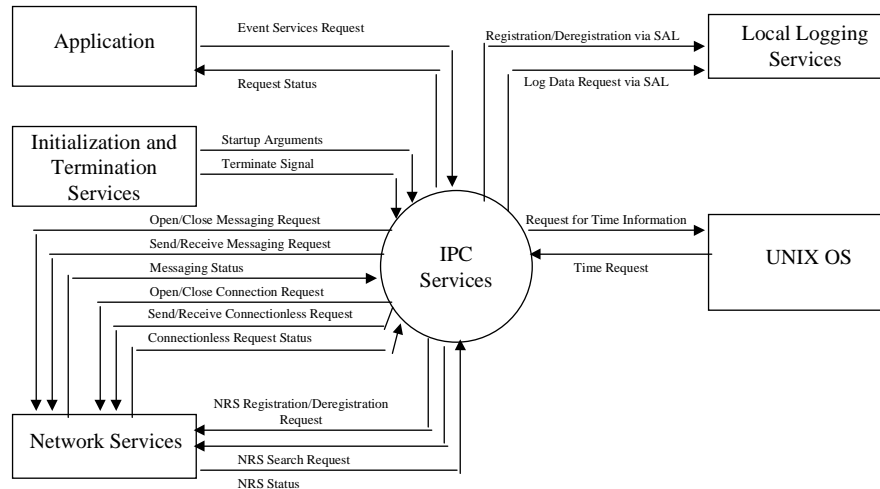 Application
Event Services Request
Request Status
Registration/Deregistration via SAL
Log Data Request via SAL
Local Logging
Services
Initialization and
Termination
Services
Startup Arguments
Terminate Signal
Open/Close Messaging Request
Send/Receive Messaging Request
Messaging Status
Open/Close Connection Request
Send/Receive Connectionless Request
Connectionless Request Status
IPC
Services
Request for Time Information
Time Request
UNIX OS
Network Services
NRS Registration/Deregistration
Request
NRS Search Request
NRS Status